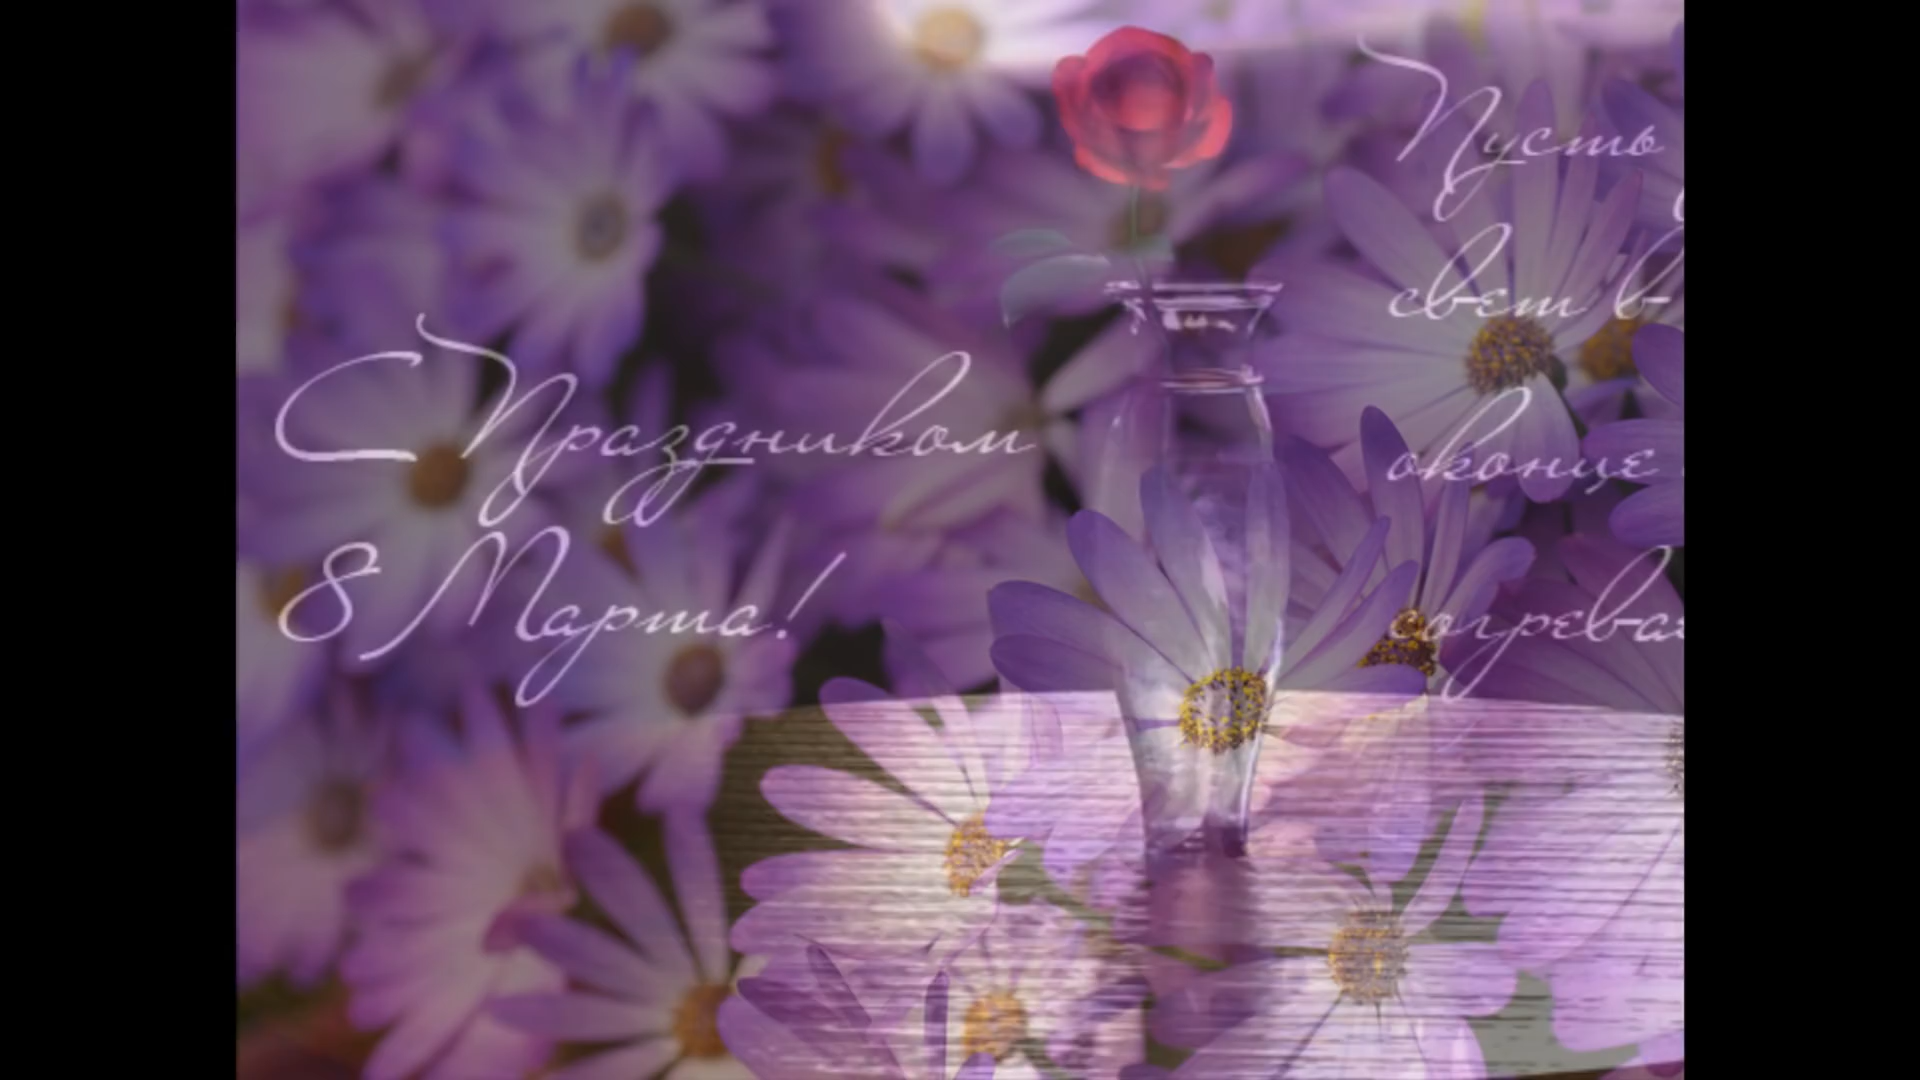 С Праздником
8 Марта!
Пусть
свет в
оконце
согрева